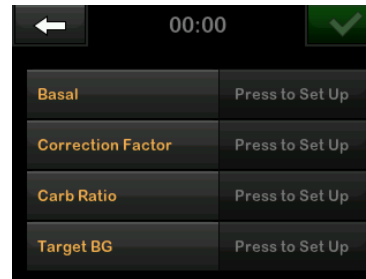 00:00
Basal Press to Set Up
Correction Factor Press to Set Up
Carb Ratio Press to Set Up
Target BG Press to Set Up